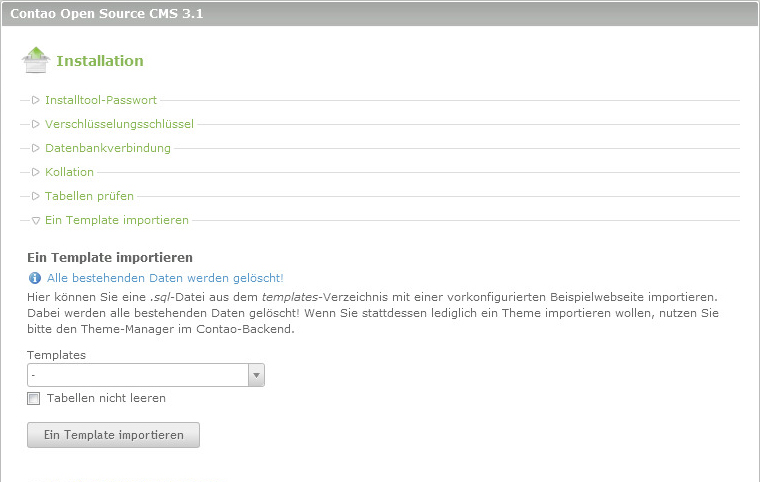 Contao Open Source CMS 3.1
Installation
Installtool-Passwort
Verschlüsselungsschlüssel
Datenbankverbindung
Kollation
Tabellen prüfen
Ein Template importieren
Ein Template importieren
Alle bestehenden Daten werden gelöscht!
Hier können Sie eine .sql-Datei aus dem templates-Verzeichnis mit einer vorkonfigurierten Beispielwebseite importieren.
Dabei werden alle bestehenden Daten gelöscht! Wenn Sie stattdessen lediglich ein Theme importieren wollen, nutzen Sie
bitte den Theme-Manager im Contao-Backend.
Templates
-
Tabellen nicht leeren
Ein Template importieren